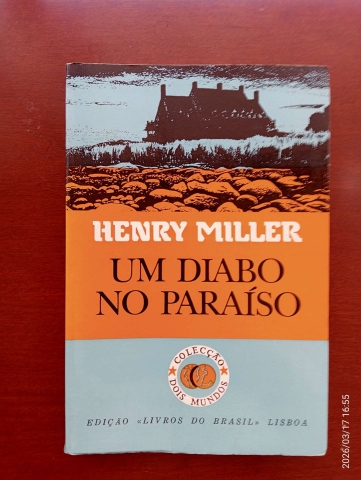 HENRY MILLER
UM DIABO
NO PARAÍSO
COLECÇÃO
DOIS MUNDOS
EDIÇÃO «LIVROS DO BRASIL» LISBOA
2026/03/17 16:55